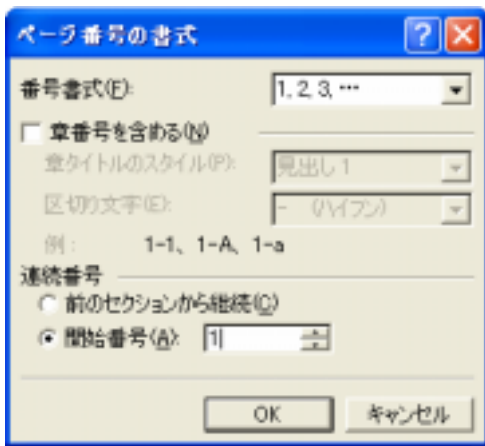 ページ番号の書式
番号書式(F): 1, 2, 3, …
章番号を含める(N)
章タイトルのスタイル(P): 見出し 1
区切り文字(E): - (ハイフン)
例: 1-1、1-A、1-a
連続番号
前のセクションから継続(C)
開始番号(A): 1
OK キャンセル